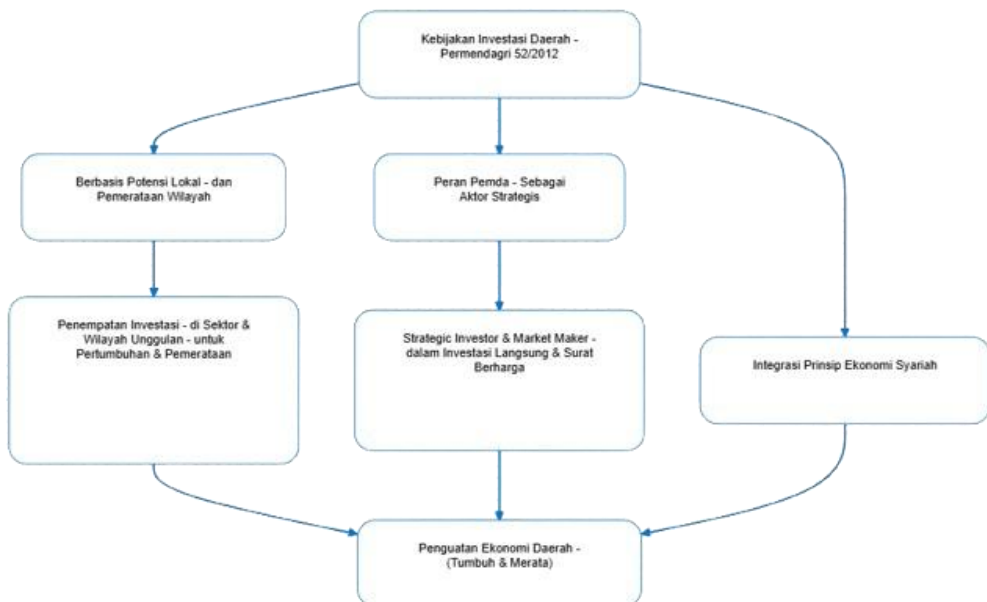 Kebijakan Investasi Daerah -
Permendagri 52/2012
Berbasis Potensi Lokal - dan
Pemerataan Wilayah
Peran Pemda - Sebagai
Aktor Strategis
Penempatan Investasi - di Sektor &
Wilayah Unggulan - untuk
Pertumbuhan & Pemerataan
Strategic Investor & Market Maker -
dalam Investasi Langsung & Surat
Berharga
Integrasi Prinsip Ekonomi Syariah
Penguatan Ekonomi Daerah -
(Tumbuh & Merata)